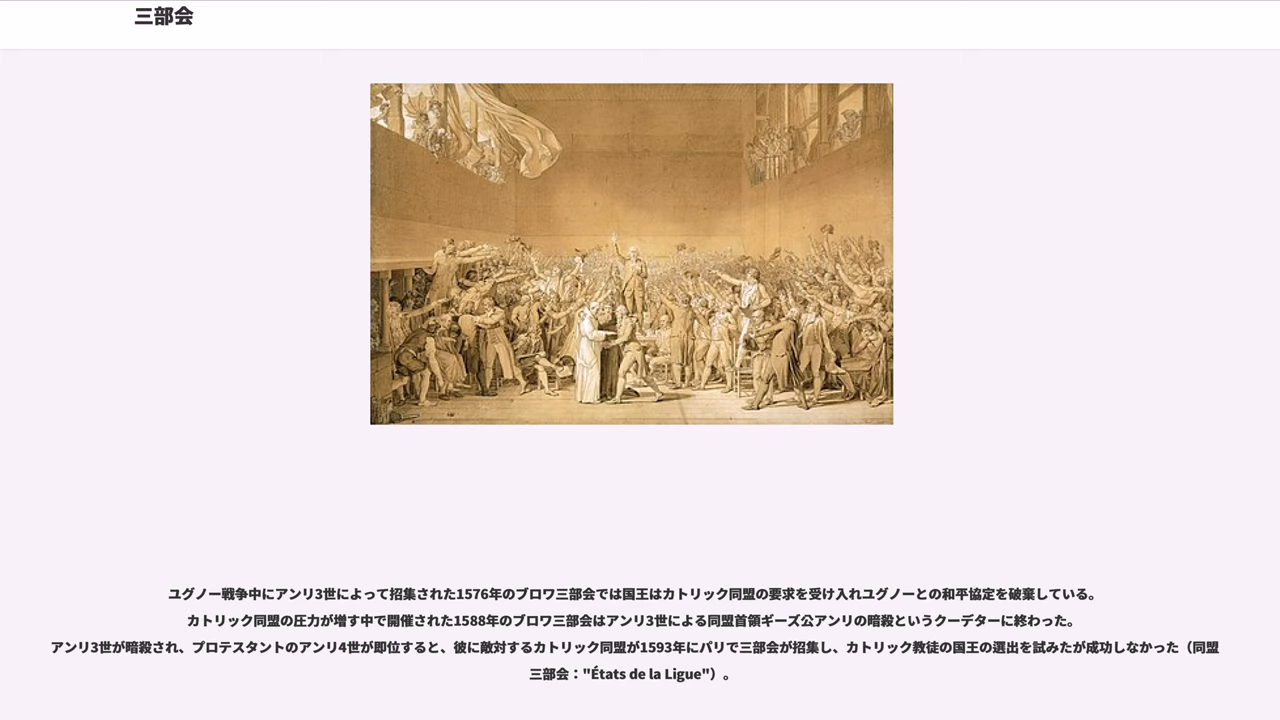 三部会
ユグノー戦争中にアンリ3世によって招集された1576年のブロワ三部会では国王はカトリック同盟の要求を受け入れユグノーとの和平協定を破棄している。
カトリック同盟の圧力が増す中で開催された1588年のブロワ三部会はアンリ3世による同盟首領ギーズ公アンリの暗殺というクーデターに終わった。
アンリ3世が暗殺され、プロテスタントのアンリ4世が即位すると、彼に敵対するカトリック同盟が1593年にパリで三部会が招集し、カトリック教徒の国王の選出を試みたが成功しなかった（同盟
三部会："États de la Ligue"）。